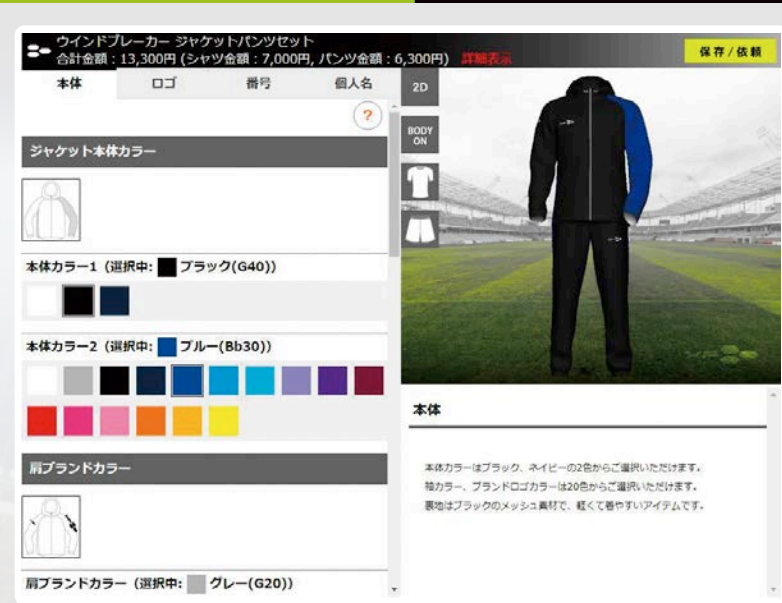 ウインドブレーカー ジャケットパンツセット
合計金額：13,300円 (シャツ金額：7,000円, パンツ金額：6,300円) 詳細表示
保存/依頼
本体 ロゴ 番号 個人名
?
2D
BODY ON
ジャケット本体カラー
本体カラー1（選択中: ブラック(G40)）
本体カラー2（選択中: ブルー(Bb30)）
肩ブランドカラー
肩ブランドカラー（選択中: グレー(G20)）
本体
本体カラーはブラック、ネイビーの2色からご選択いただけます。
袖カラー、ブランドロゴカラーは20色からご選択いただけます。
裏地はブラックのメッシュ素材で、軽くて着やすいアイテムです。